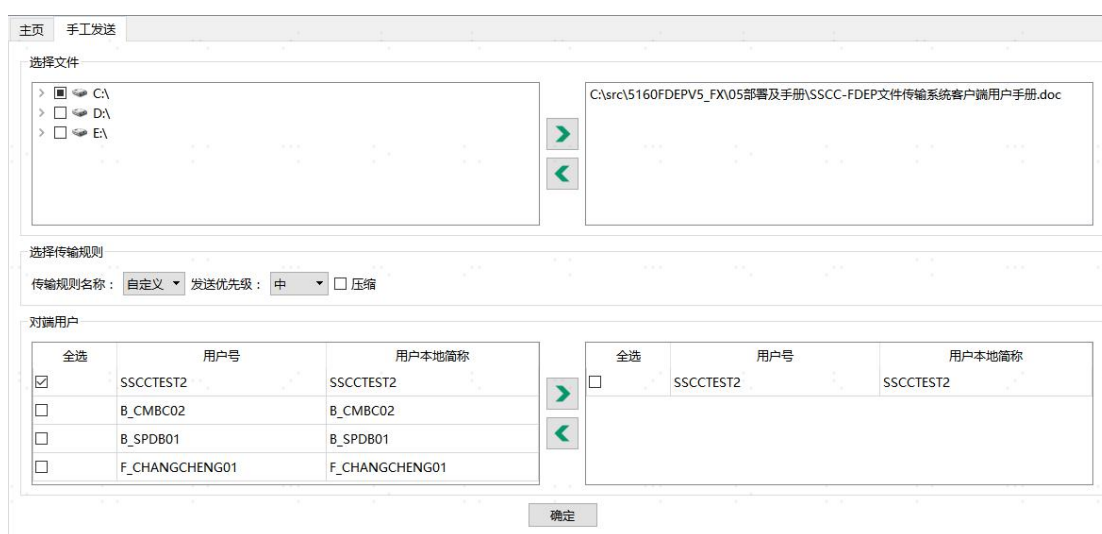 主页 手工发送
选择文件
C:\
D:\
E:\
C:\src\5160FDEPV5_FX\05部署及手册\SSCC-FDEP文件传输系统客户端用户手册.doc
选择传输规则
传输规则名称： 自定义 发送优先级： 中 压缩
对端用户
全选 用户号 用户本地简称
SSCCTEST2 SSCCTEST2
B_CMBC02 B_CMBC02
B_SPDB01 B_SPDB01
F_CHANGCHENG01 F_CHANGCHENG01
全选 用户号 用户本地简称
SSCCTEST2 SSCCTEST2
确定